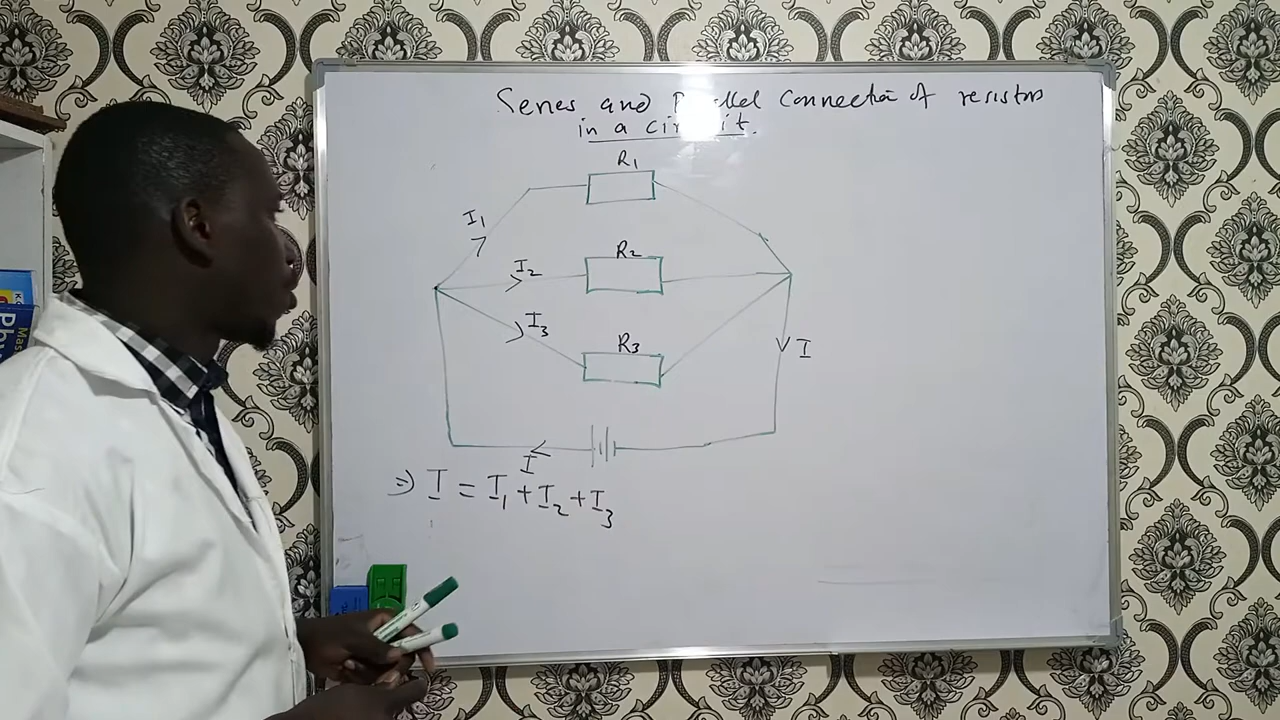 Series and Parallel Connection of resistors
in a circuit.
R1
I1
R2
I2
I3
R3
I
I
⇒ I = I1 + I2 + I3